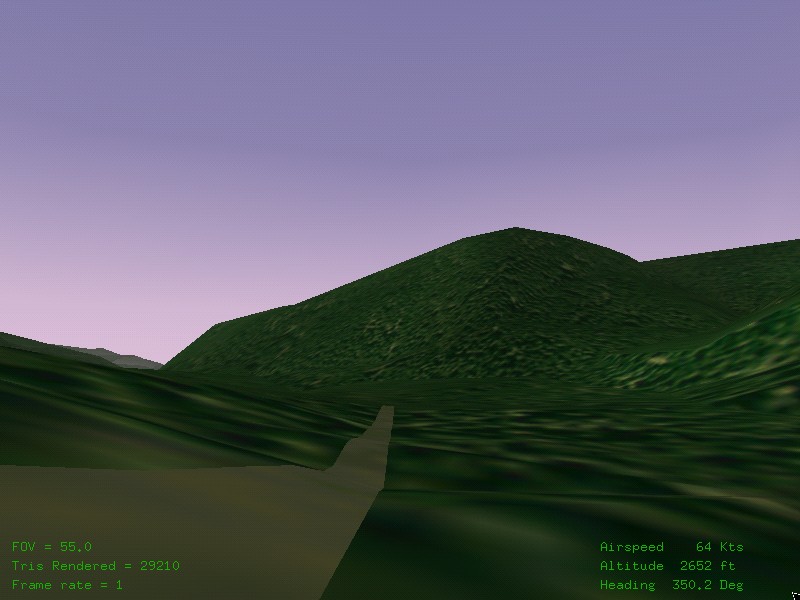 FOV = 55.0
Tris Rendered = 29210
Frame rate = 1
Airspeed 64 Kts
Altitude 2652 ft
Heading 350.2 Deg